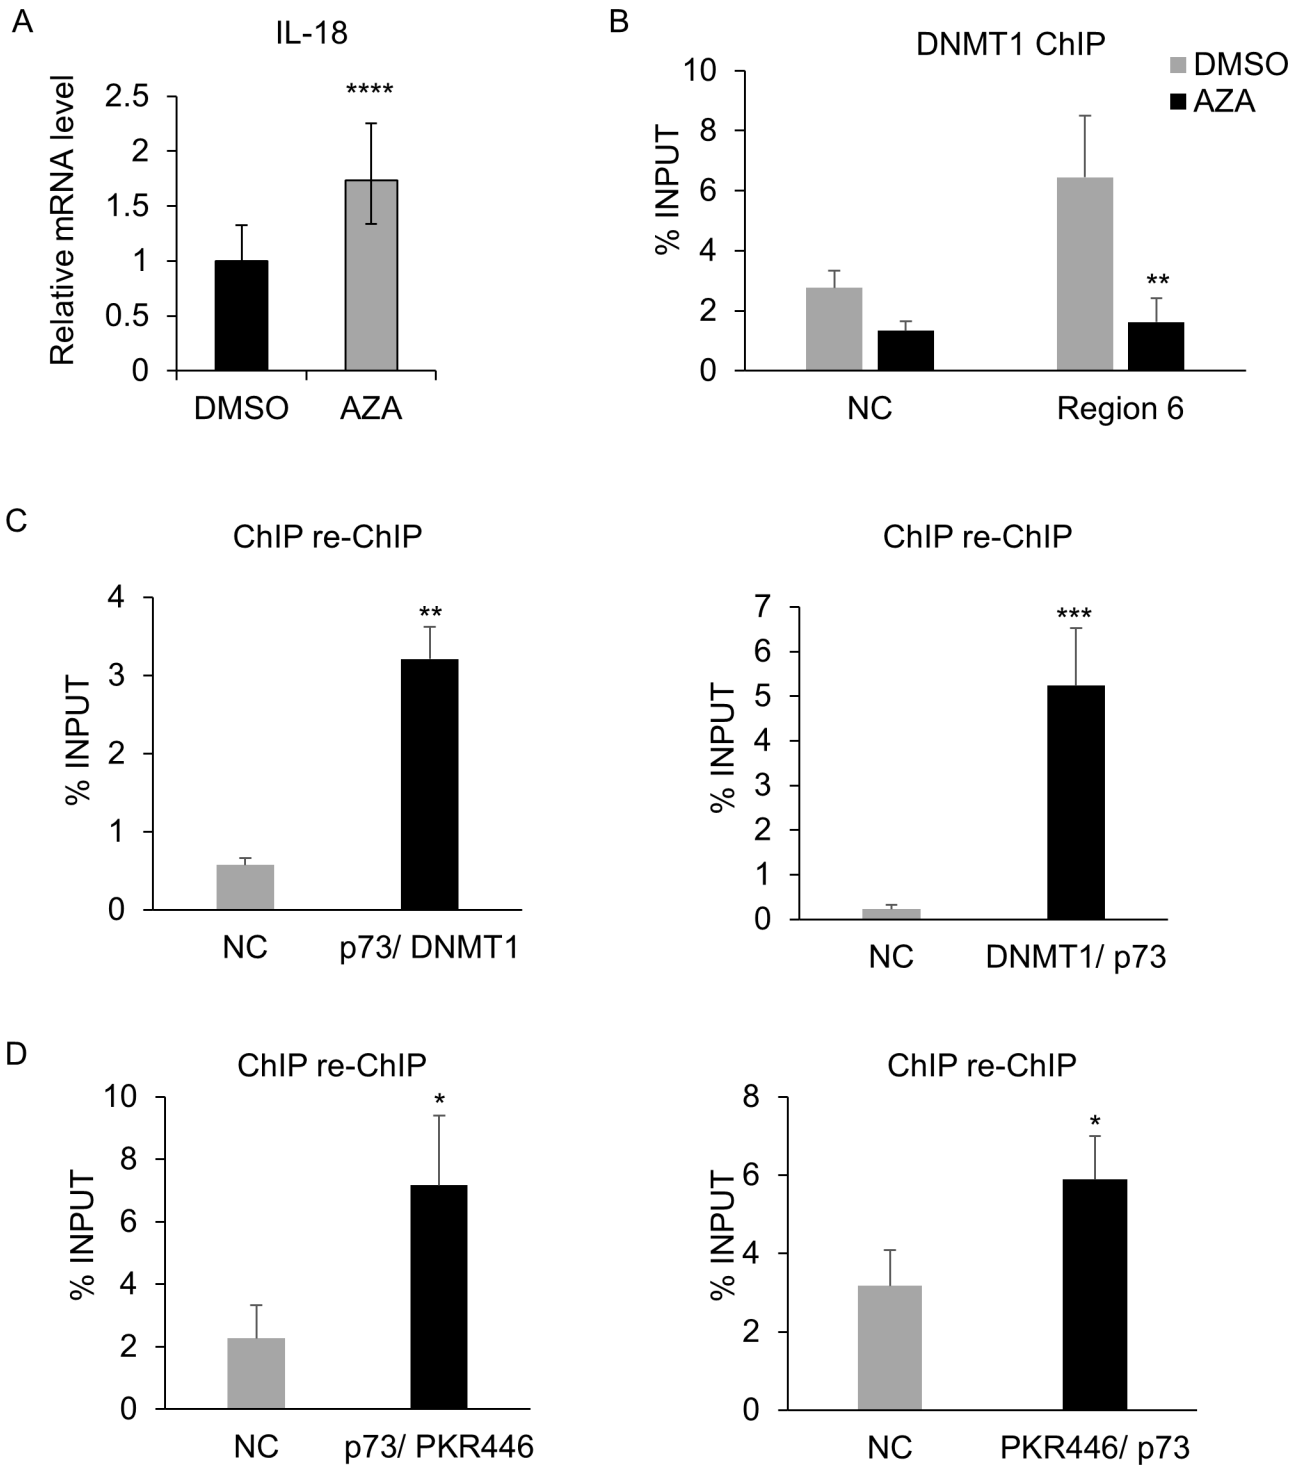 A
IL-18
Relative mRNA level
2.5
2
1.5
1
0.5
0
****
DMSO
AZA
B
DNMT1 ChIP
DMSO
AZA
% INPUT
10
8
6
4
2
0
**
NC
Region 6
C
ChIP re-ChIP
% INPUT
4
3
2
1
0
**
NC
p73/ DNMT1
ChIP re-ChIP
% INPUT
7
6
5
4
3
2
1
0
***
NC
DNMT1/ p73
D
ChIP re-ChIP
% INPUT
10
8
6
4
2
0
*
NC
p73/ PKR446
ChIP re-ChIP
% INPUT
8
6
4
2
0
*
NC
PKR446/ p73